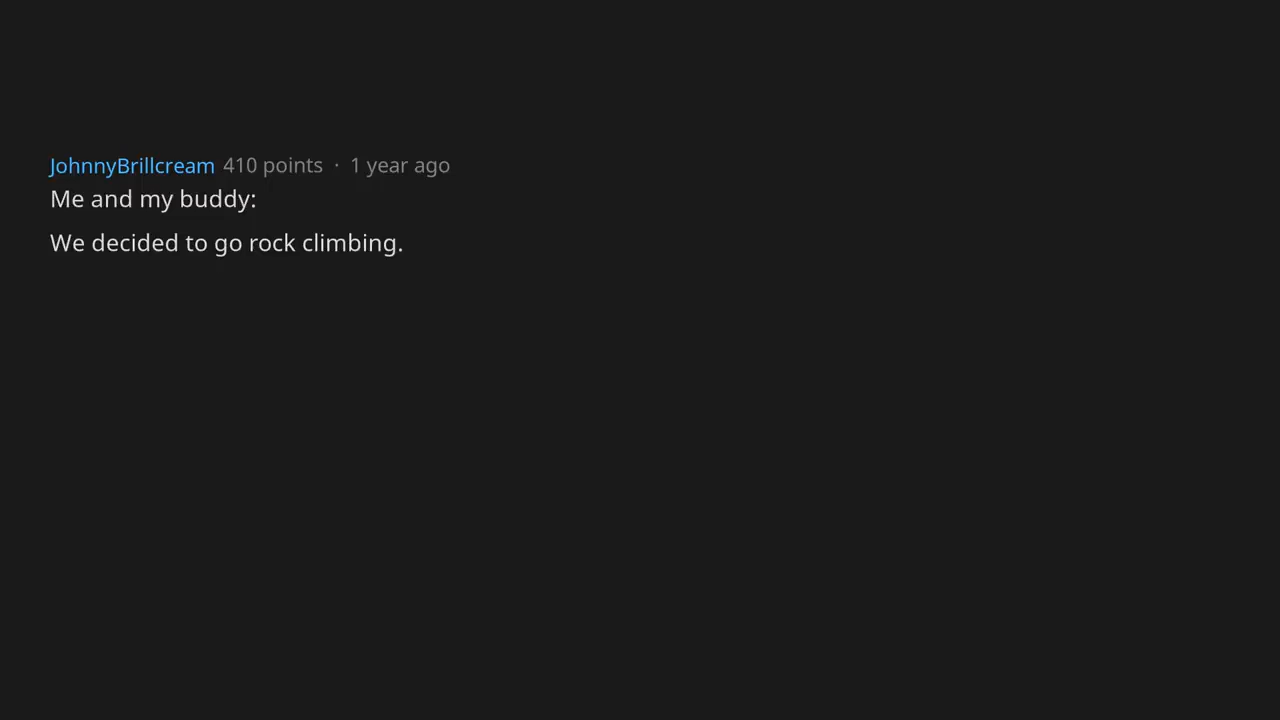 JohnnyBrillcream 410 points · 1 year ago
Me and my buddy:
We decided to go rock climbing.